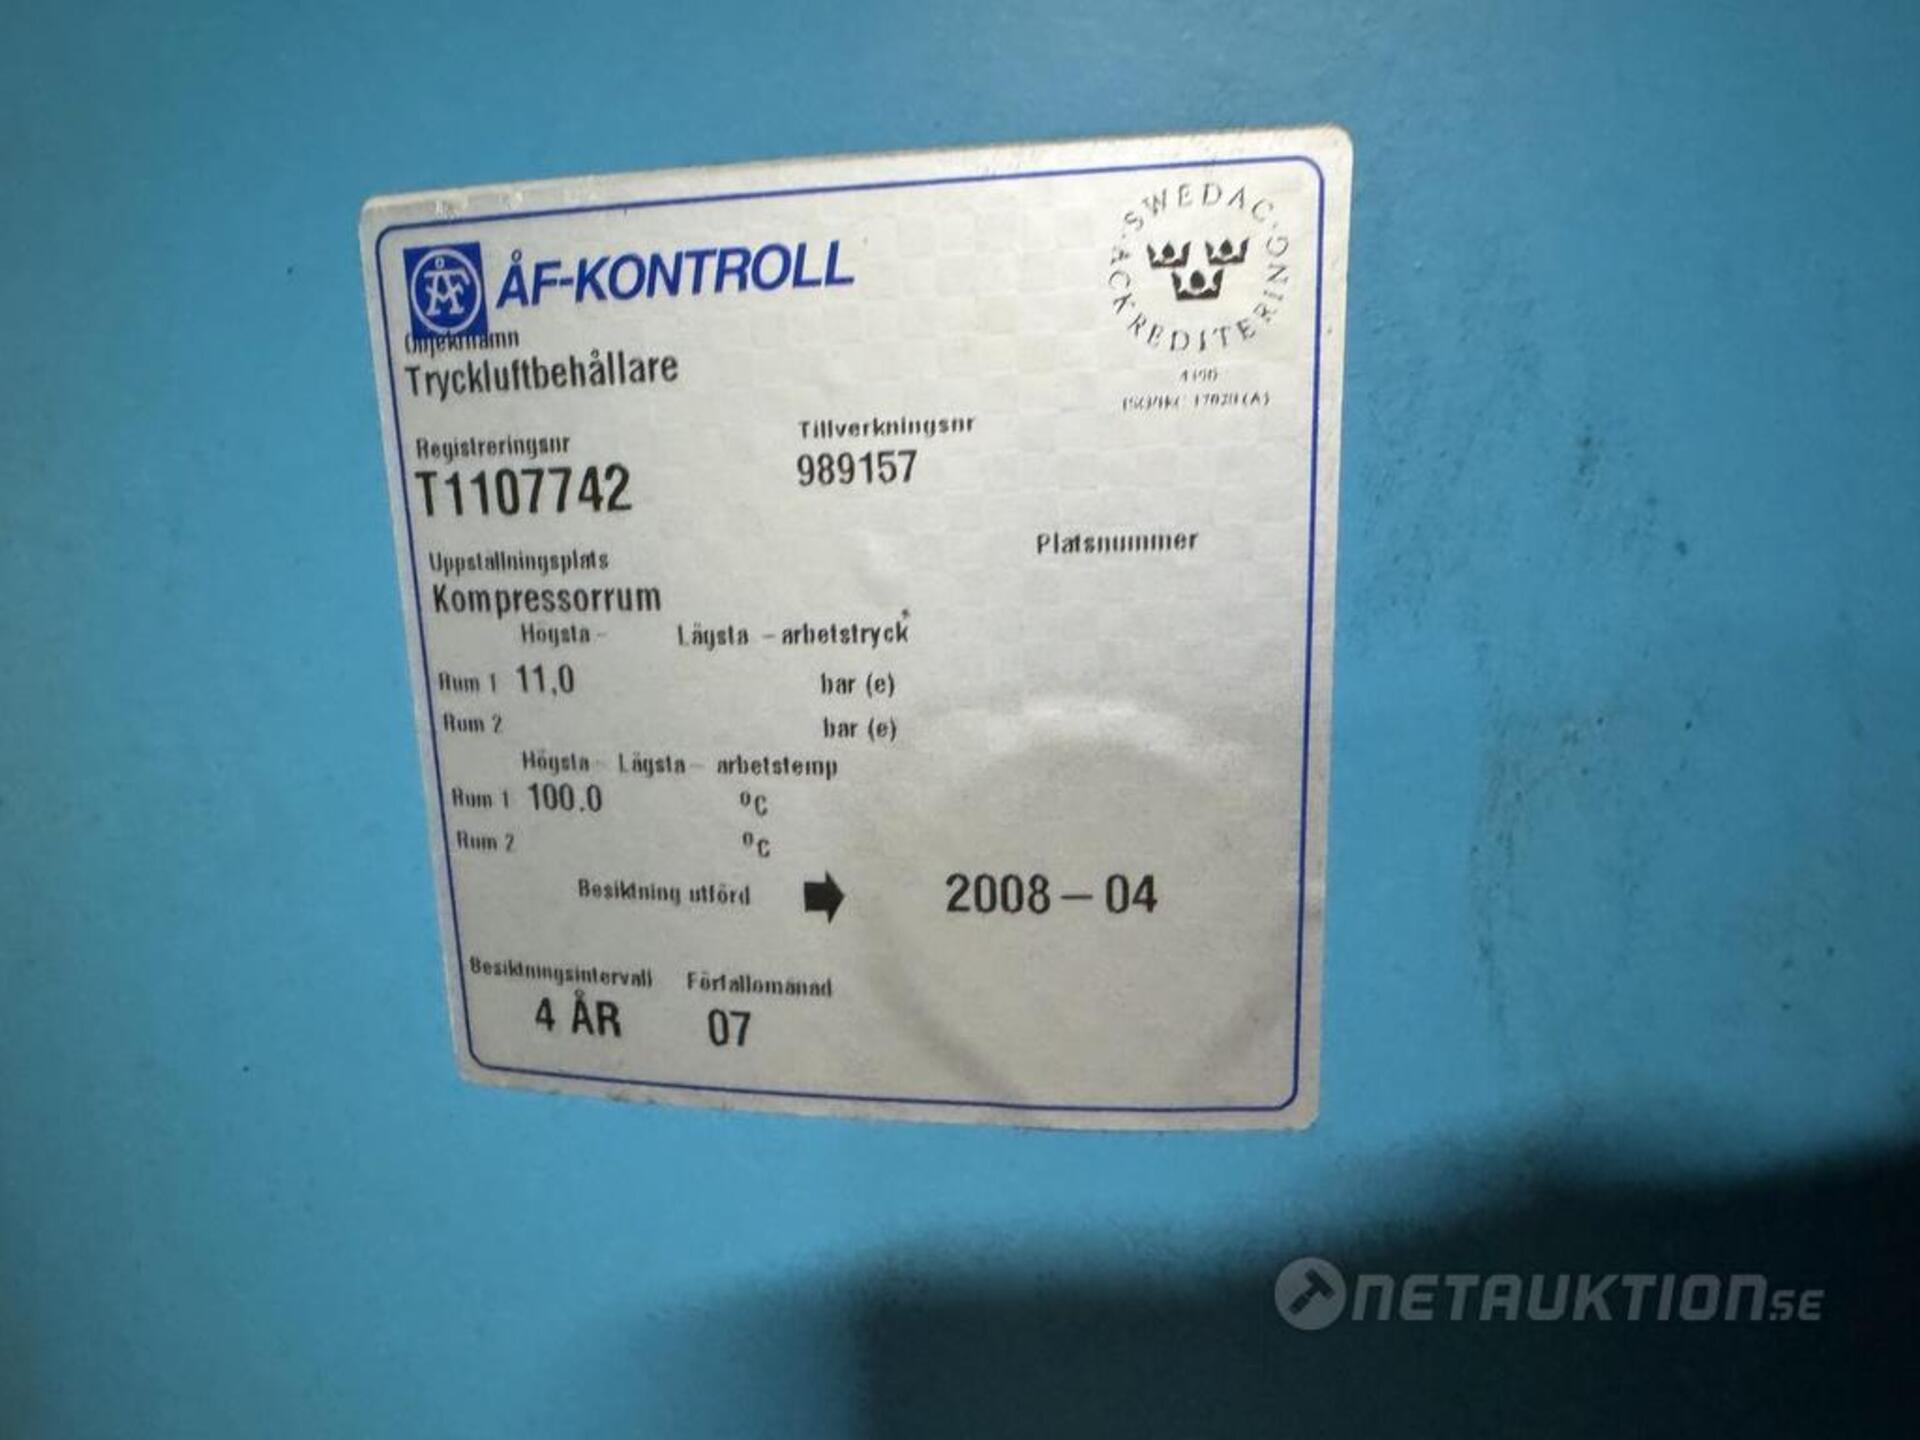 ÅF ÅF-KONTROLL
SWEDAC ACKREDITERING
Objektnamn
Tryckluftbehållare
Registreringsnr
Tillverkningsnr
T1107742
989157
Uppställningsplats
Platsnummer
Kompressorrum
Högsta - Lägsta - arbetstryck
Rum 1 11,0 bar (e)
Rum 2 bar (e)
Högsta - Lägsta - arbetstemp
Rum 1 100.0 °C
Rum 2 °C
Besiktning utförd 2008-04
Besiktningsintervall Förfallomånad
4 ÅR 07
NETAUKTION.SE